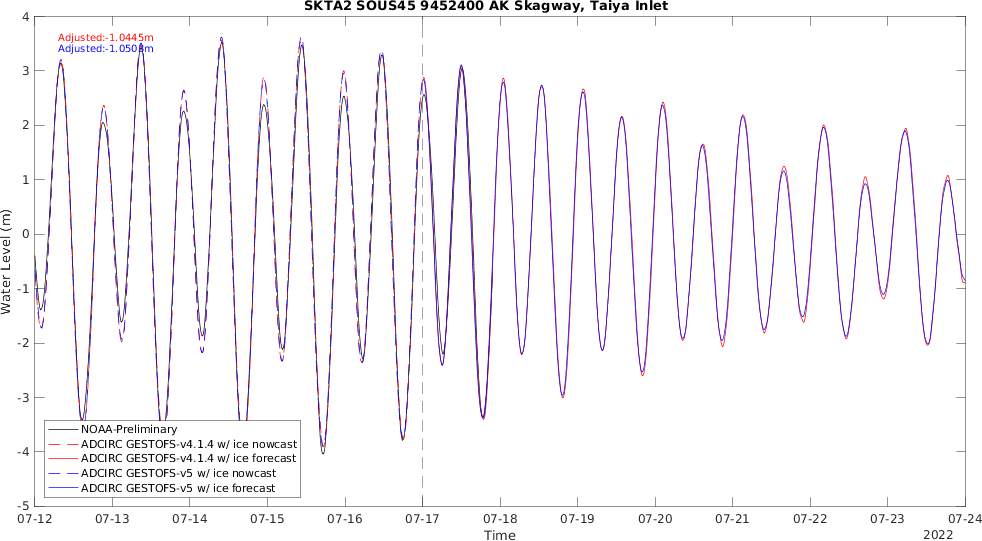 SKTA2 SOUS45 9452400 AK Skagway, Taiya Inlet
Adjusted:-1.0445m
Water Level (m)
4
3
2
1
0
-1
-2
-3
-4
-5
NOAA-Preliminary
ADCIRC GESTOFS-v4.1.4 w/ ice nowcast
ADCIRC GESTOFS-v4.1.4 w/ ice forecast
ADCIRC GESTOFS-v5 w/ ice nowcast
ADCIRC GESTOFS-v5 w/ ice forecast
07-12 07-13 07-14 07-15 07-16 07-17 07-18 07-19 07-20 07-21 07-22 07-23 07-24
Time
2022